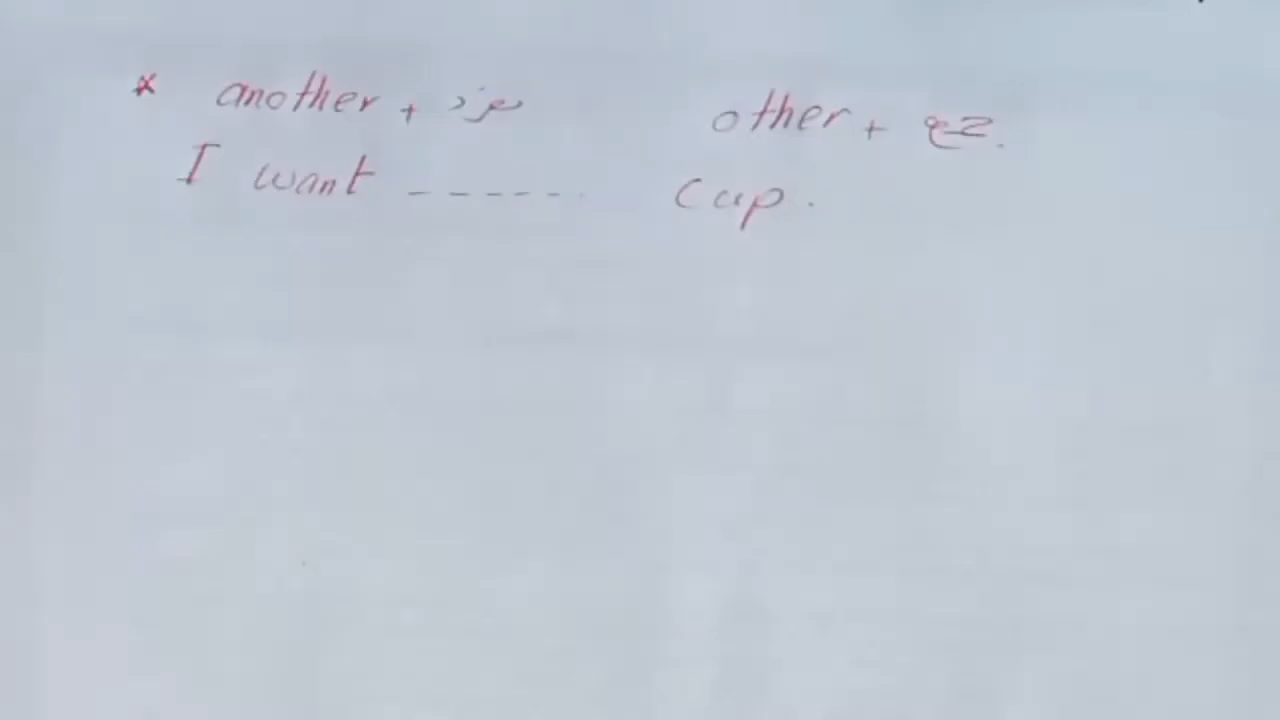 * another + مفرد other + جمع.
I want ------ cup.